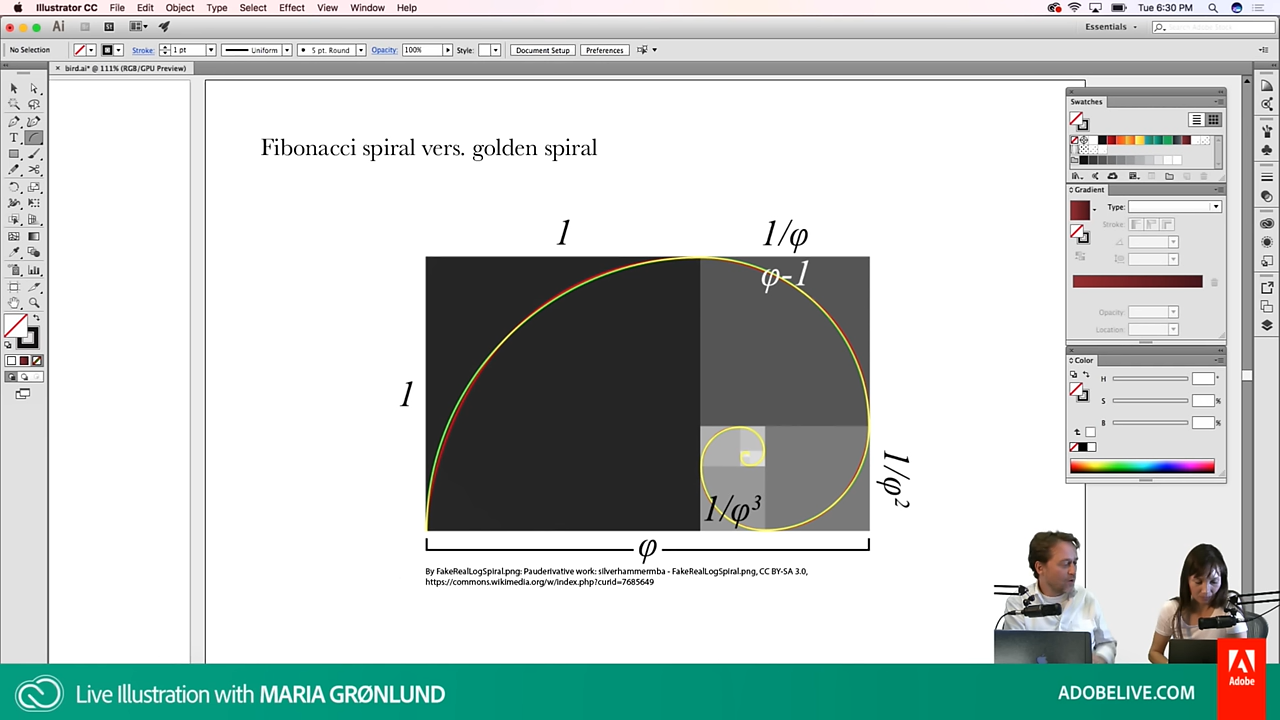 Illustrator CC File Edit Object Type Select Effect View Window Help
Tue 6:30 PM
Ai
Essentials
No Selection
Stroke: 1 pt
Uniform
5 pt. Round
Opacity: 100%
Style:
Document Setup
Preferences
× bird.ai* @ 111% (RGB/GPU Preview)
Fibonacci spiral vers. golden spiral
1
1/φ
φ-1
1
1/φ²
1/φ³
φ
By FakeRealLogSpiral.png: Pauderivative work: silverhammermba - FakeRealLogSpiral.png, CC BY-SA 3.0,
https://commons.wikimedia.org/w/index.php?curid=7685649
Swatches
Gradient
Type:
Stroke:
Opacity:
Location:
Color
H °
S %
B %
Live Illustration with MARIA GRØNLUND
ADOBELIVE.COM
Adobe